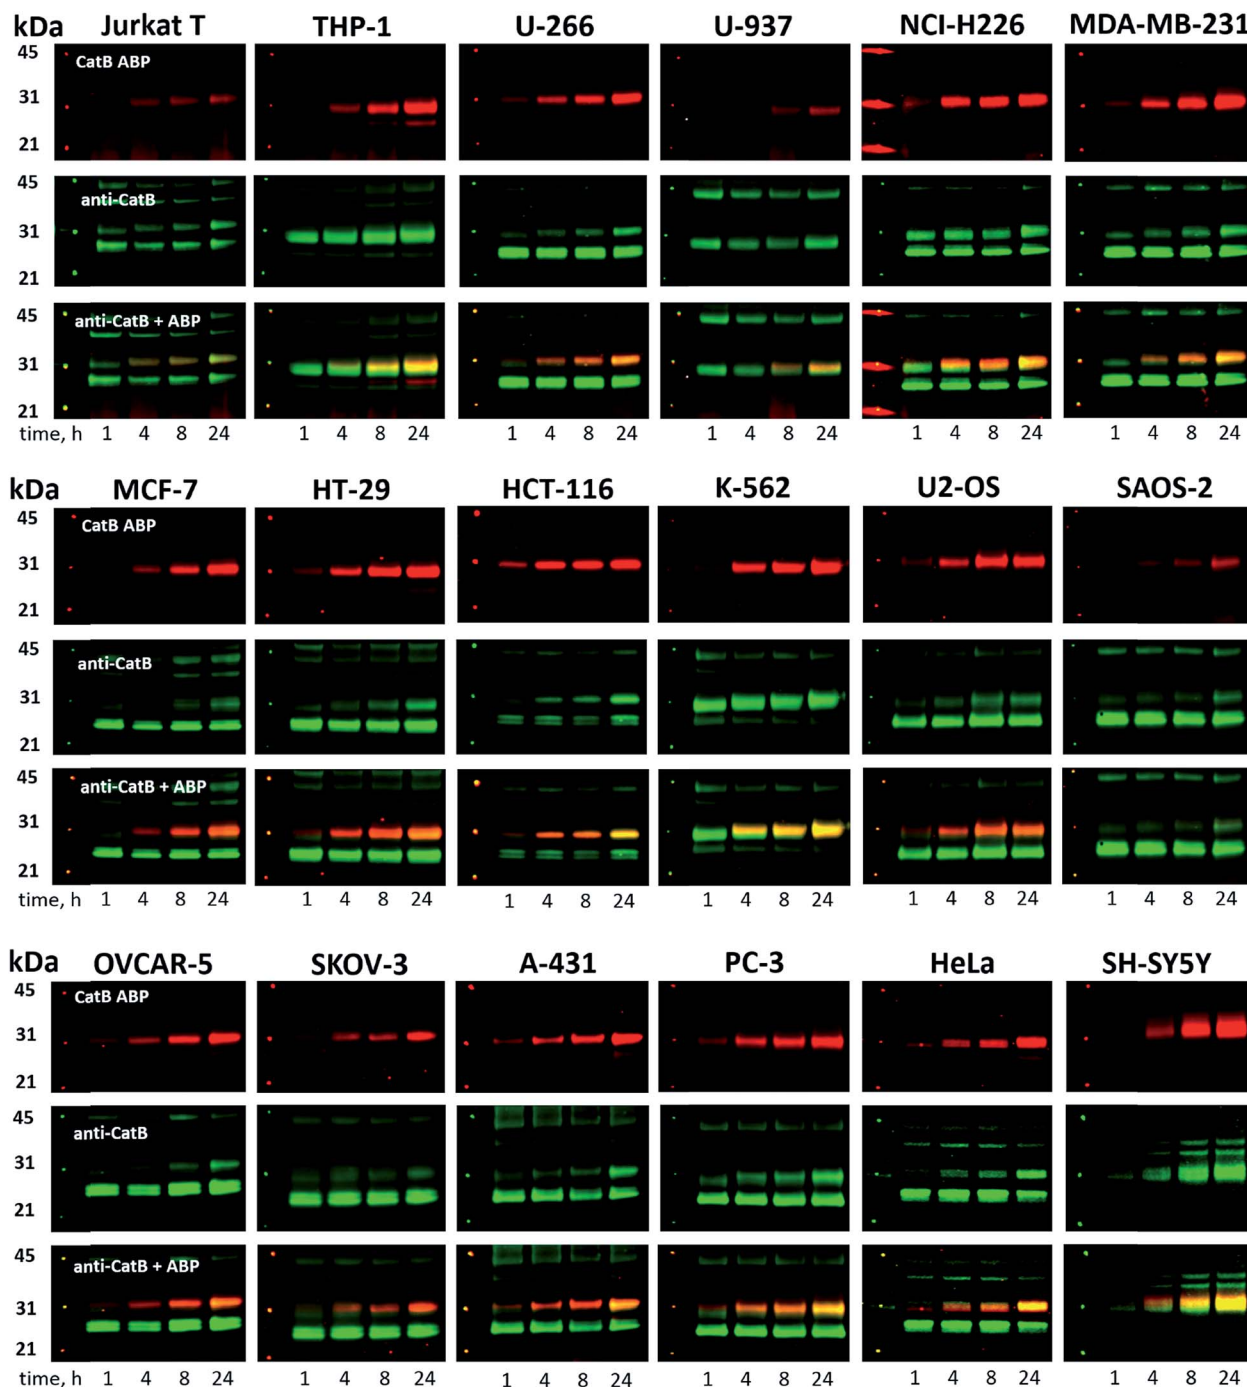 kDa Jurkat T THP-1 U-266 U-937 NCI-H226 MDA-MB-231
45 CatB ABP
31
21
45 anti-CatB
31
21
45 anti-CatB + ABP
31
21
time, h 1 4 8 24 1 4 8 24 1 4 8 24 1 4 8 24 1 4 8 24 1 4 8 24
kDa MCF-7 HT-29 HCT-116 K-562 U2-OS SAOS-2
45 CatB ABP
31
21
45 anti-CatB
31
21
45 anti-CatB + ABP
31
21
time, h 1 4 8 24 1 4 8 24 1 4 8 24 1 4 8 24 1 4 8 24 1 4 8 24
kDa OVCAR-5 SKOV-3 A-431 PC-3 HeLa SH-SY5Y
45 CatB ABP
31
21
45 anti-CatB
31
21
45 anti-CatB + ABP
31
21
time, h 1 4 8 24 1 4 8 24 1 4 8 24 1 4 8 24 1 4 8 24 1 4 8 24